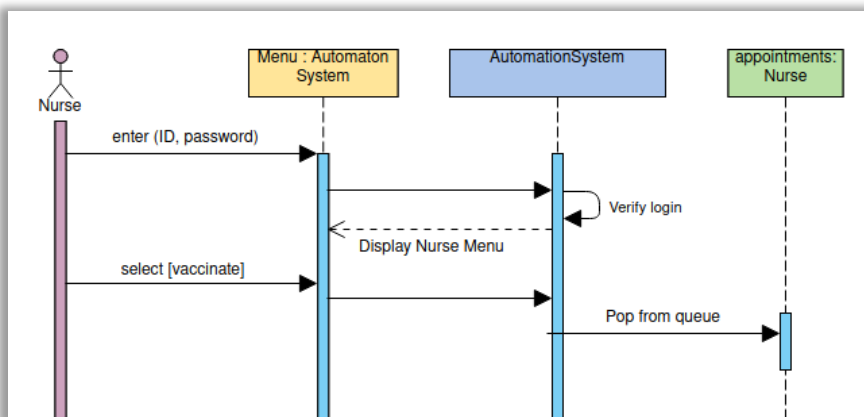 Menu : Automaton
System
AutomationSystem
appointments:
Nurse
Nurse
enter (ID, password)
Verify login
Display Nurse Menu
select [vaccinate]
Pop from queue